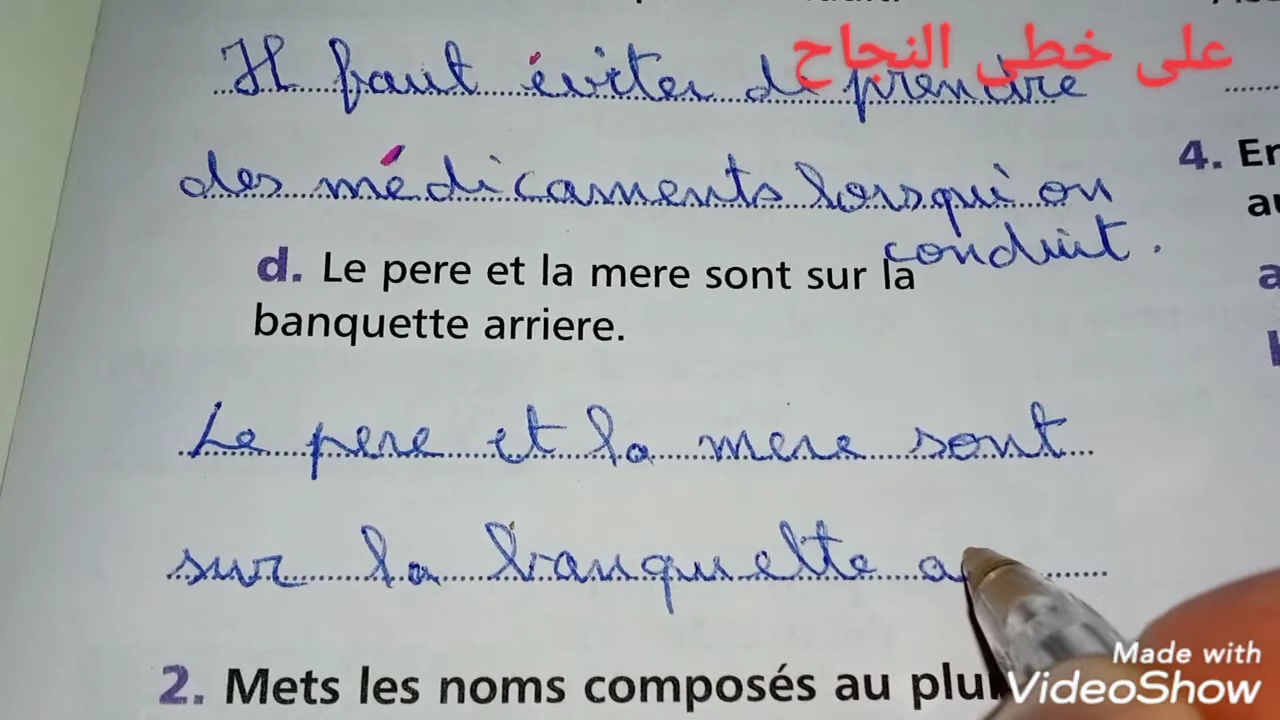 على خطى النجاح
Il faut éviter de prendre
des médicaments lorsqu'on
conduit.
4. En
d. Le pere et la mere sont sur la
banquette arriere.
Le pere et la mere sont
sur la banquette a
2. Mets les noms composés au plu
Made with
VideoShow